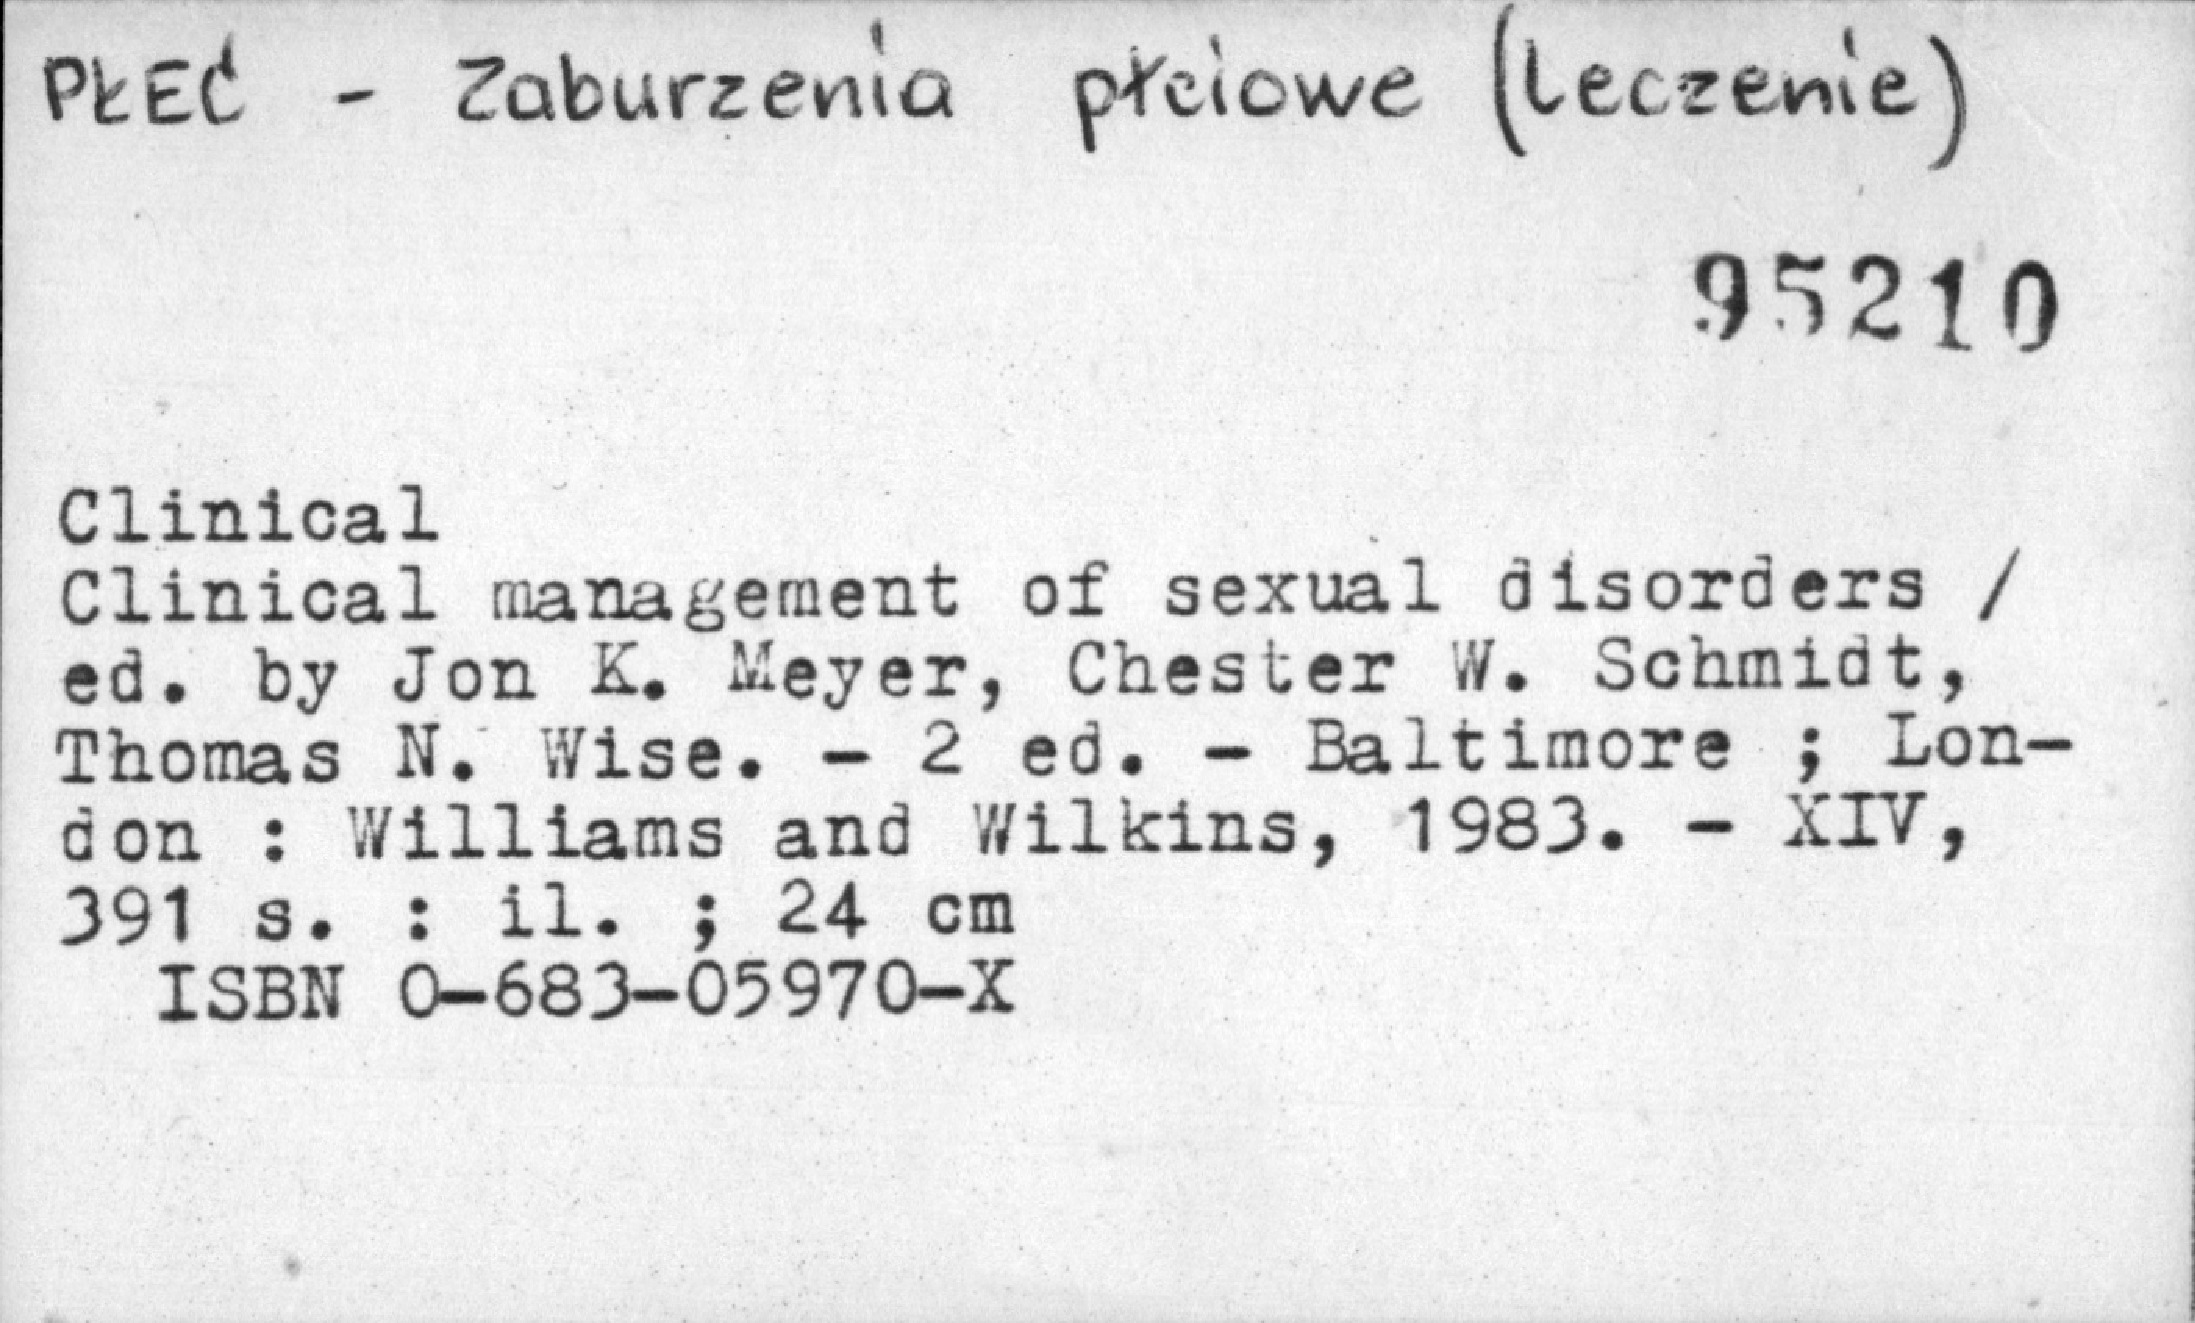 PŁEĆ - Zaburzenia płciowe (leczenie)
95210
Clinical
Clinical management of sexual disorders /
ed. by Jon K. Meyer, Chester W. Schmidt,
Thomas N. Wise. - 2 ed. - Baltimore ; Lon-
don : Williams and Wilkins, 1983. - XIV,
391 s. : il. ; 24 cm
ISBN 0-683-05970-X